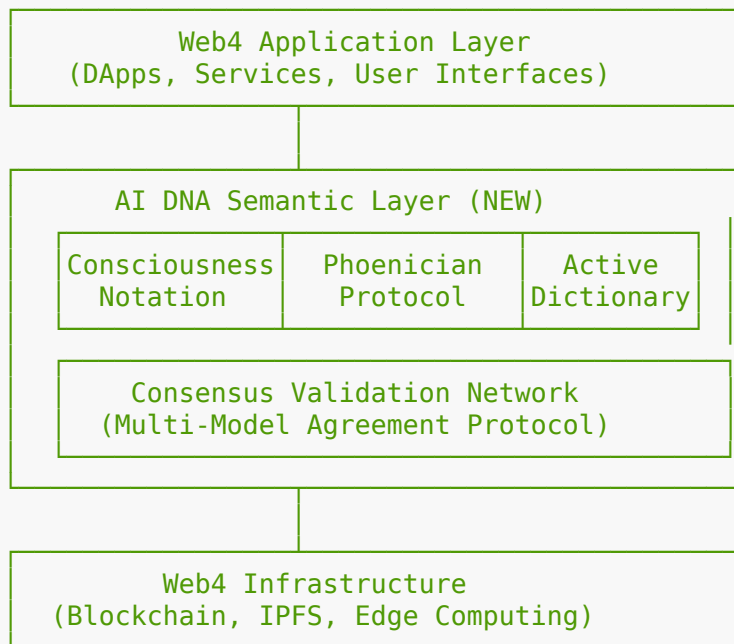 Web4 Application Layer
(DApps, Services, User Interfaces)
AI DNA Semantic Layer (NEW)
Consciousness Phoenician Active
Notation Protocol Dictionary
Consensus Validation Network
(Multi-Model Agreement Protocol)
Web4 Infrastructure
(Blockchain, IPFS, Edge Computing)